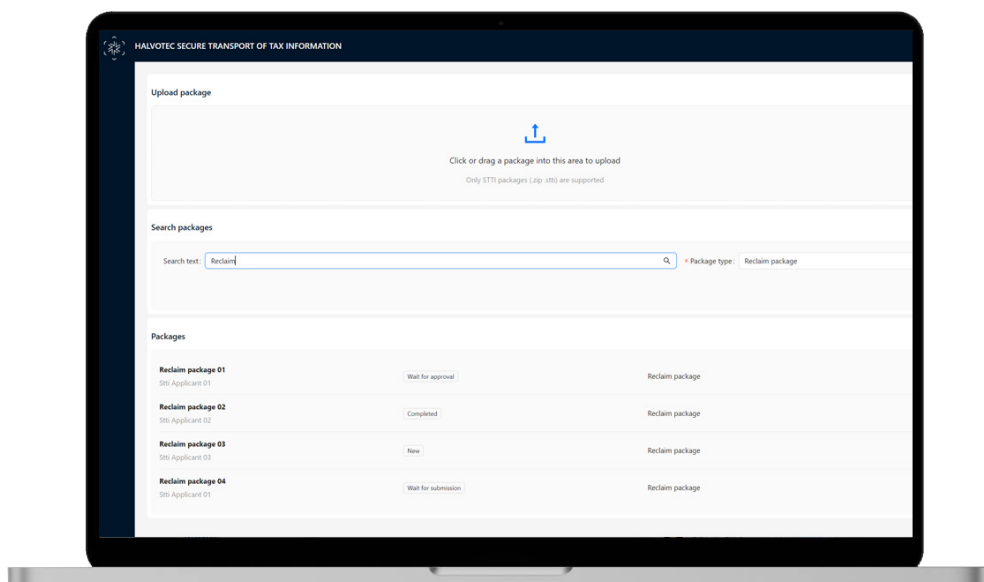 HALVOTEC SECURE TRANSPORT OF TAX INFORMATION
Upload package
Click or drag a package into this area to upload
Only STTI packages (.zip .stti) are supported
Search packages
Search text: Reclaim * Package type: Reclaim package
Packages
Reclaim package 01
Stti Applicant 01
Wait for approval
Reclaim package
Reclaim package 02
Stti Applicant 02
Completed
Reclaim package
Reclaim package 03
Stti Applicant 03
New
Reclaim package
Reclaim package 04
Stti Applicant 01
Wait for submission
Reclaim package